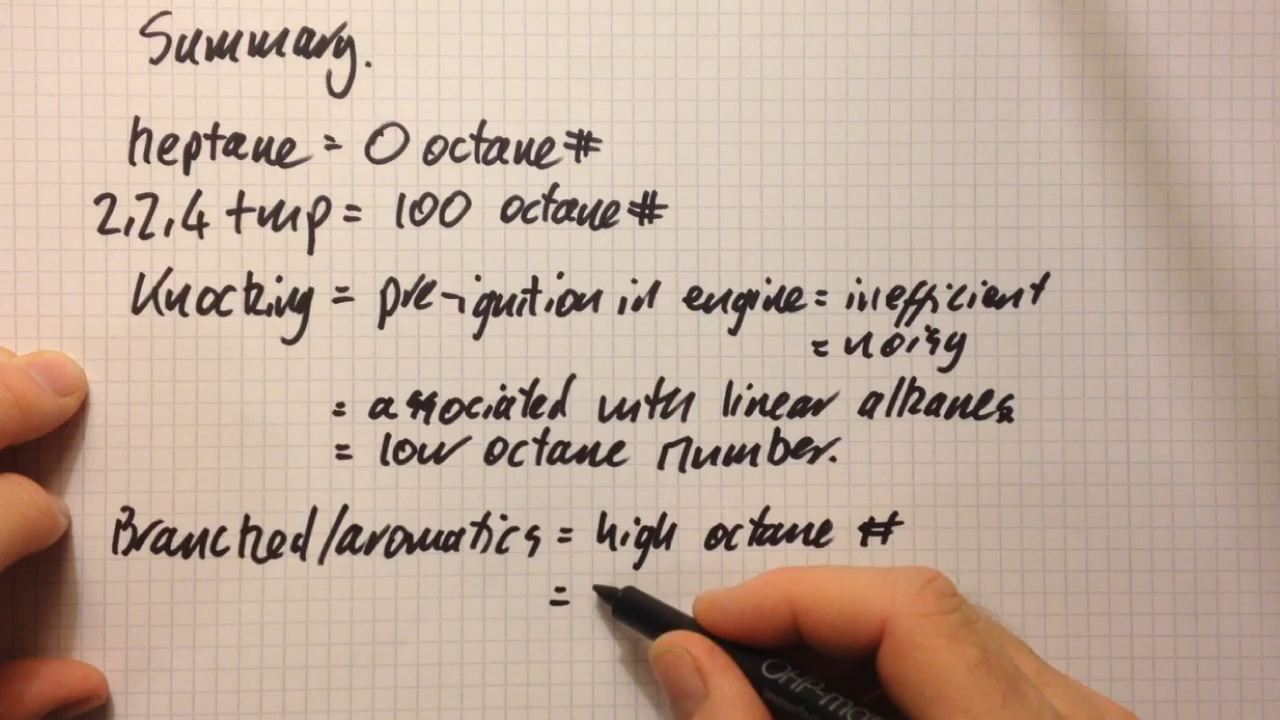 Summary.
heptane = 0 octane #
2,2,4 tmp = 100 octane #
Knocking = pre-ignition in engine = inefficient
= noisy
= associated with linear alkanes
= low octane number.
Branched/aromatics = high octane #
=